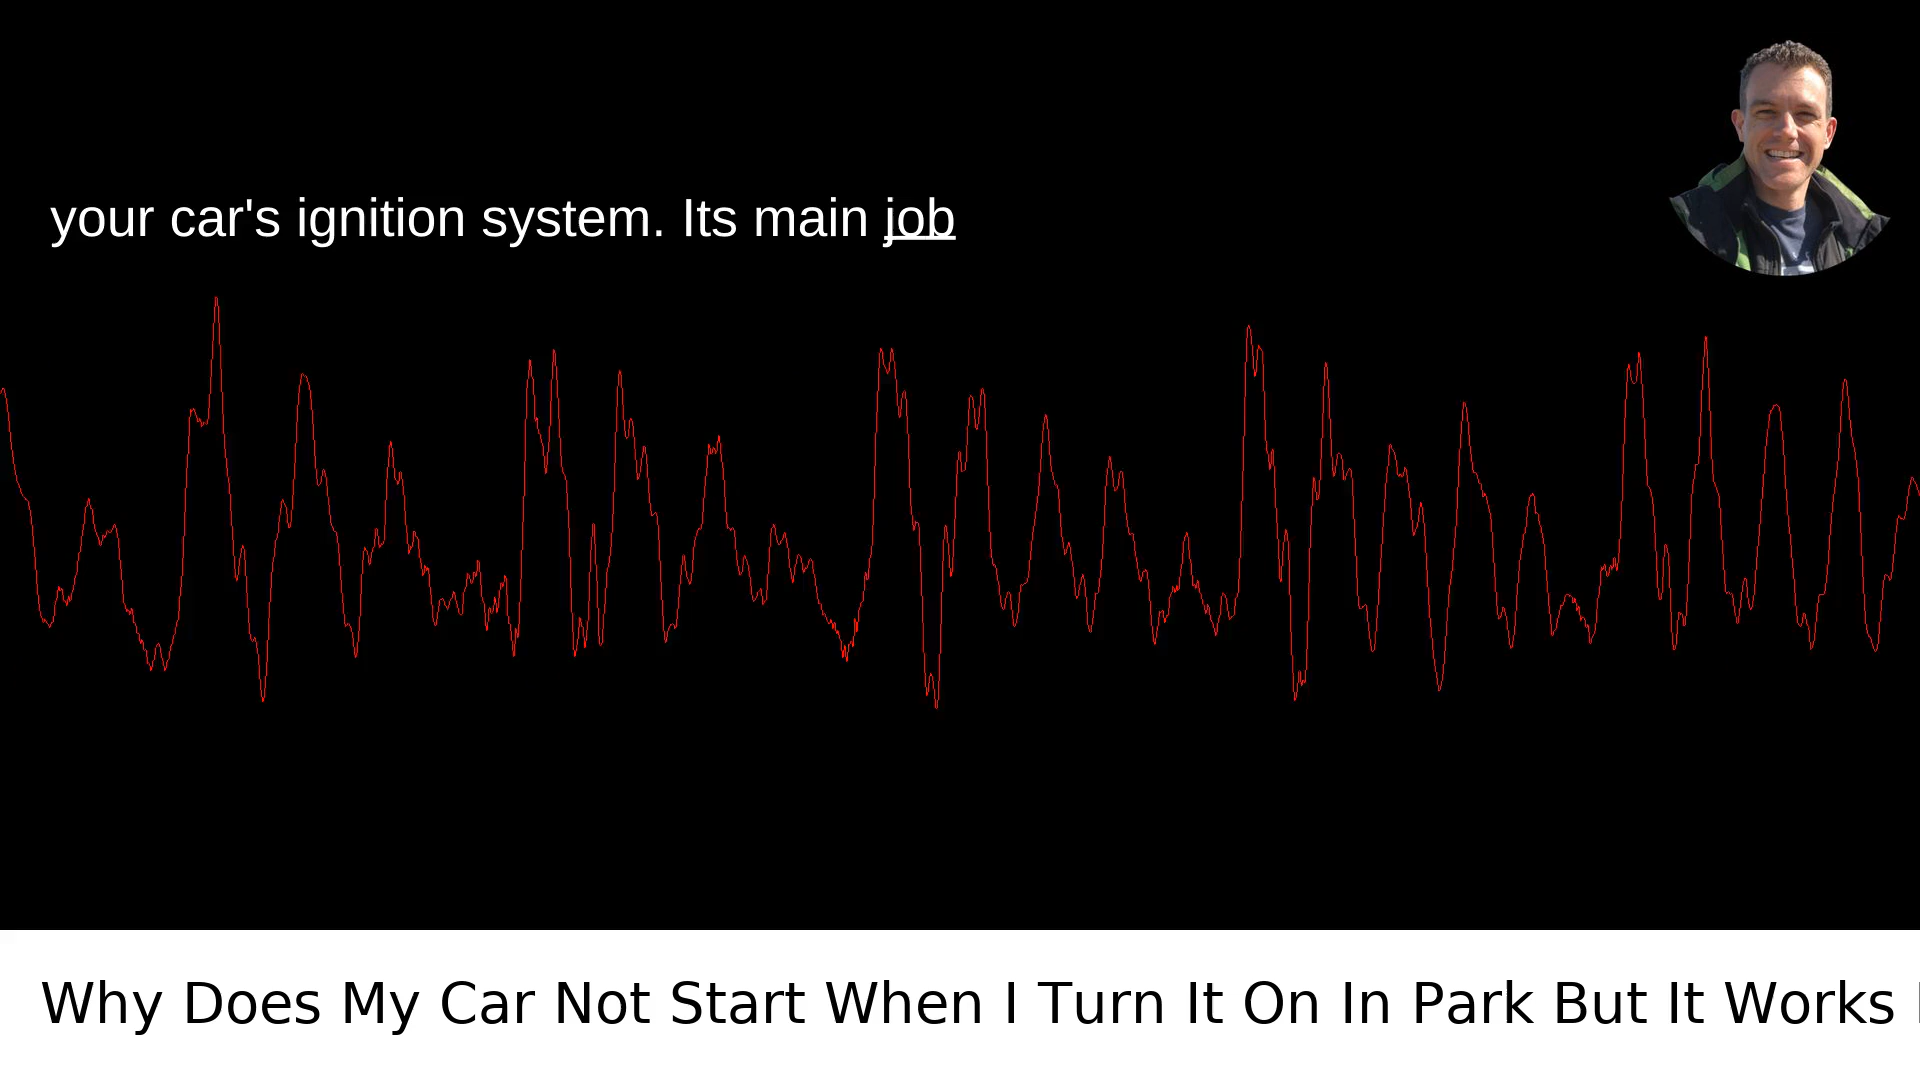 your car's ignition system. Its main job
Why Does My Car Not Start When I Turn It On In Park But It Works